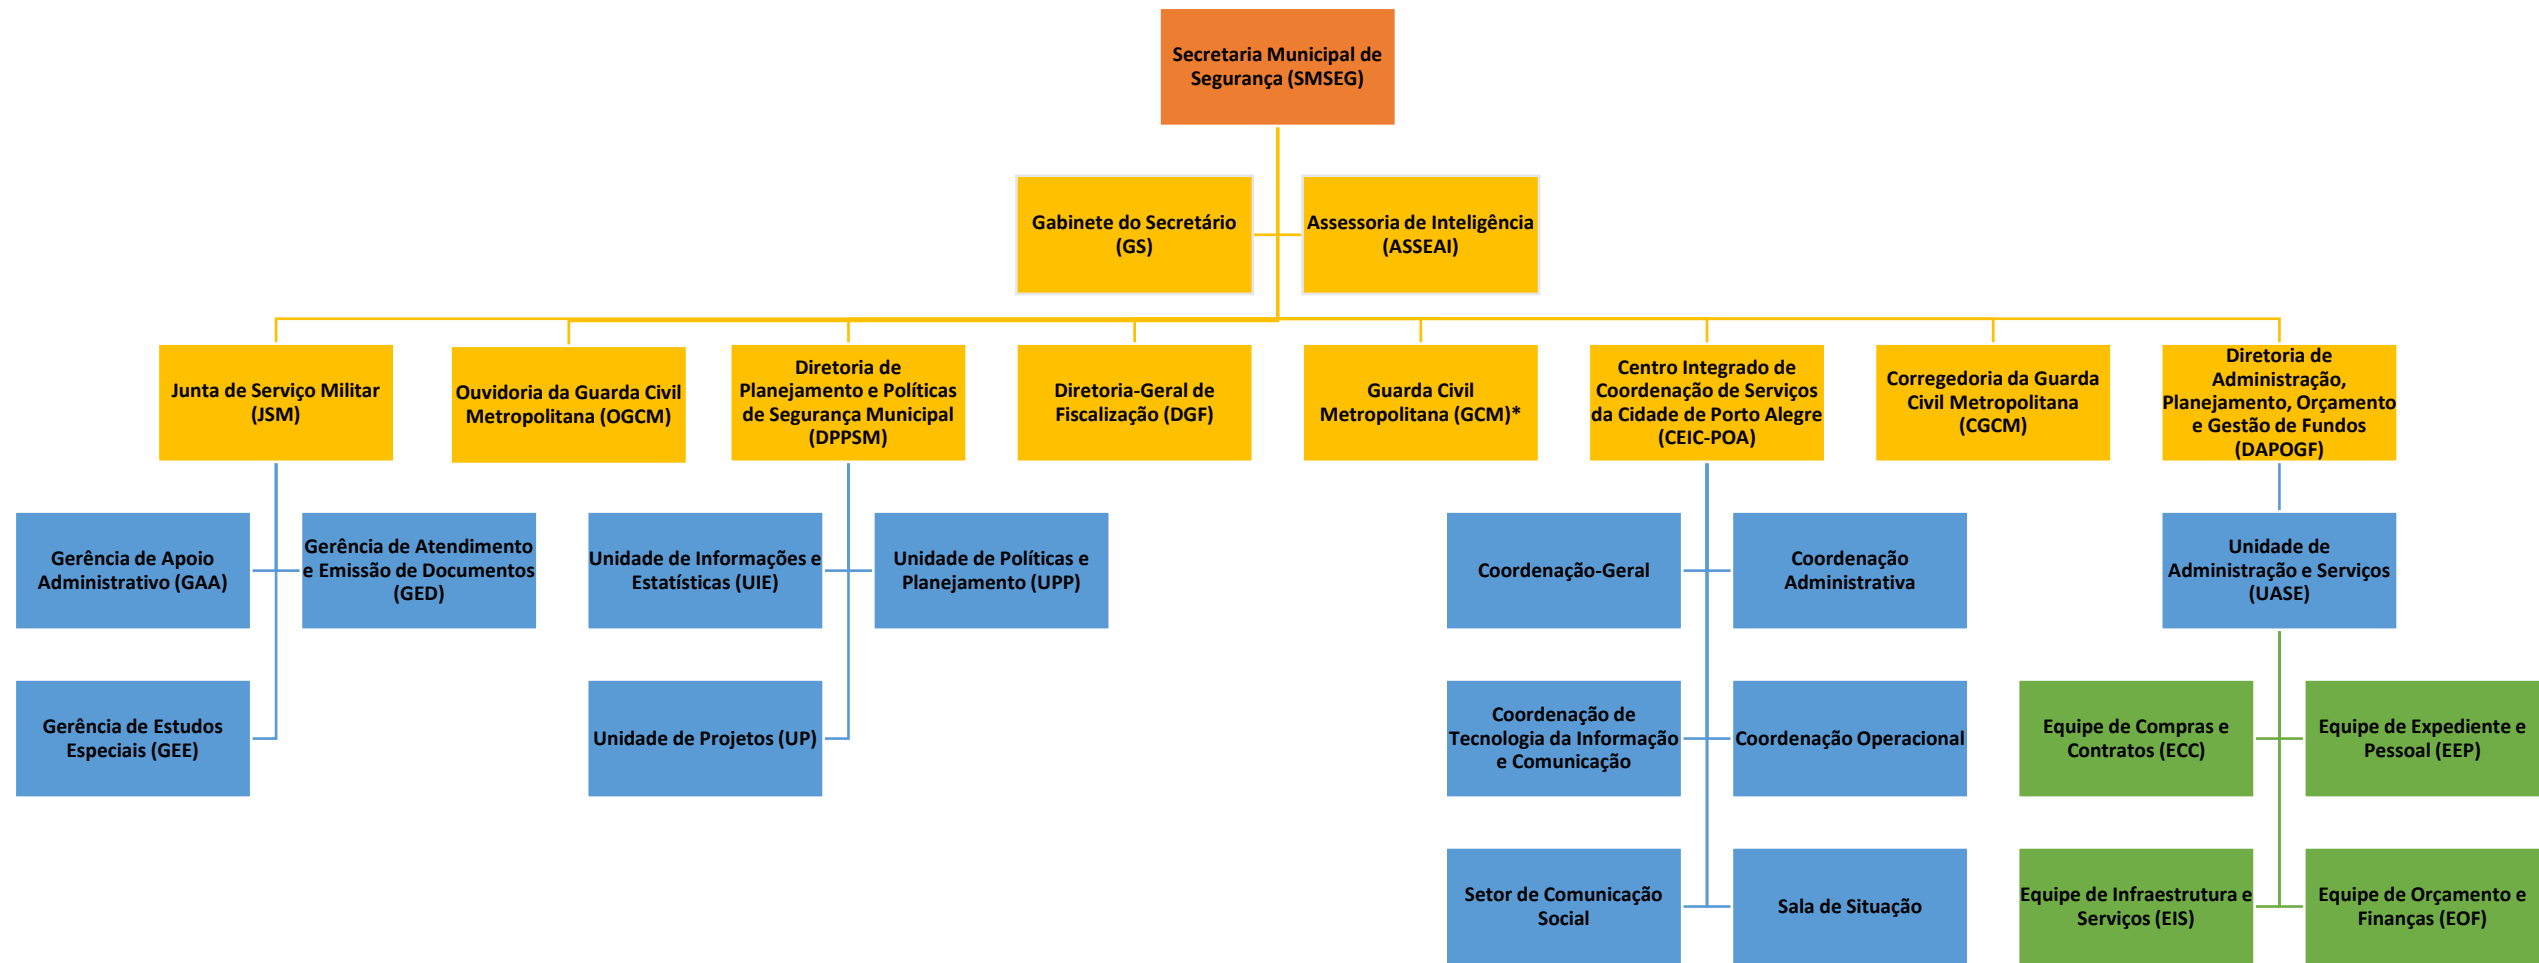 Secretaria Municipal de
Segurança (SMSEG)
Gabinete do Secretário
(GS)
Assessoria de Inteligência
(ASSEAI)
Junta de Serviço Militar
(JSM)
Ouvidoria da Guarda Civil
Metropolitana (OGCM)
Diretoria de
Planejamento e Políticas
de Segurança Municipal
(DPPSM)
Diretoria-Geral de
Fiscalização (DGF)
Guarda Civil
Metropolitana (GCM)*
Centro Integrado de
Coordenação de Serviços
da Cidade de Porto Alegre
(CEIC-POA)
Corregedoria da Guarda
Civil Metropolitana
(CGCM)
Diretoria de
Administração,
Planejamento, Orçamento
e Gestão de Fundos
(DAPOGF)
Gerência de Apoio
Administrativo (GAA)
Gerência de Atendimento
e Emissão de Documentos
(GED)
Unidade de Informações e
Estatísticas (UIE)
Unidade de Políticas e
Planejamento (UPP)
Coordenação-Geral
Coordenação
Administrativa
Unidade de
Administração e Serviços
(UASE)
Gerência de Estudos
Especiais (GEE)
Unidade de Projetos (UP)
Coordenação de
Tecnologia da Informação
e Comunicação
Coordenação Operacional
Equipe de Compras e
Contratos (ECC)
Equipe de Expediente e
Pessoal (EEP)
Setor de Comunicação
Social
Sala de Situação
Equipe de Infraestrutura e
Serviços (EIS)
Equipe de Orçamento e
Finanças (EOF)